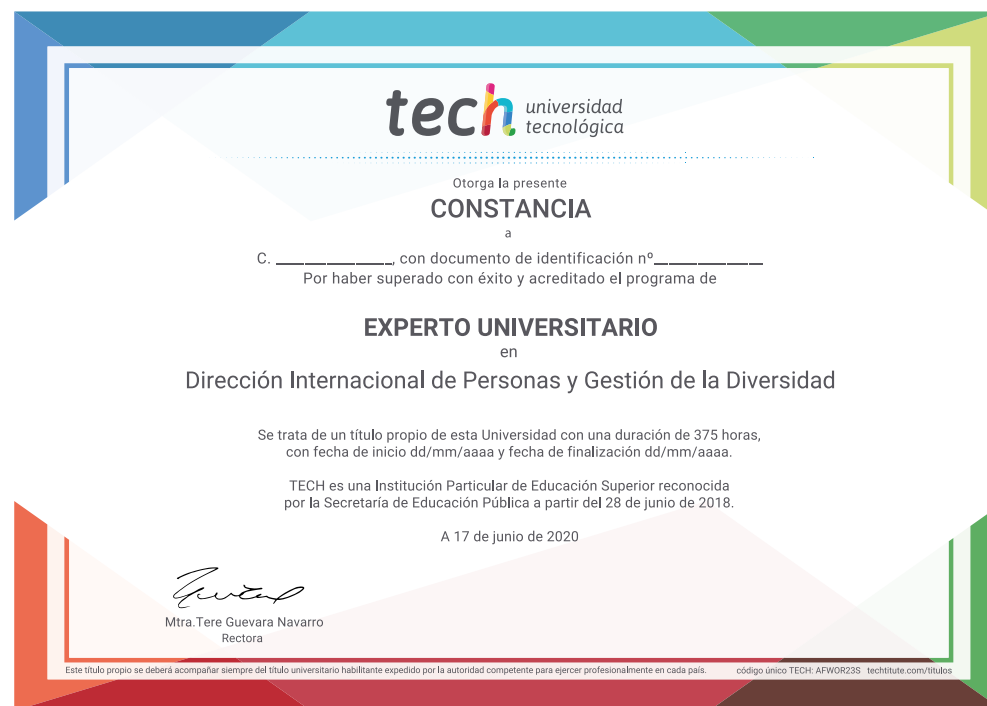 tech universidad
tecnológica
Otorga la presente
CONSTANCIA
a
C. ________________, con documento de identificación nº_______________
Por haber superado con éxito y acreditado el programa de
EXPERTO UNIVERSITARIO
en
Dirección Internacional de Personas y Gestión de la Diversidad
Se trata de un título propio de esta Universidad con una duración de 375 horas,
con fecha de inicio dd/mm/aaaa y fecha de finalización dd/mm/aaaa.
TECH es una Institución Particular de Educación Superior reconocida
por la Secretaría de Educación Pública a partir del 28 de junio de 2018.
A 17 de junio de 2020
Mtra.Tere Guevara Navarro
Rectora
Este título propio se deberá acompañar siempre del título universitario habilitante expedido por la autoridad competente para ejercer profesionalmente en cada país. código único TECH: AFWOR23S techtitute.com/titulos